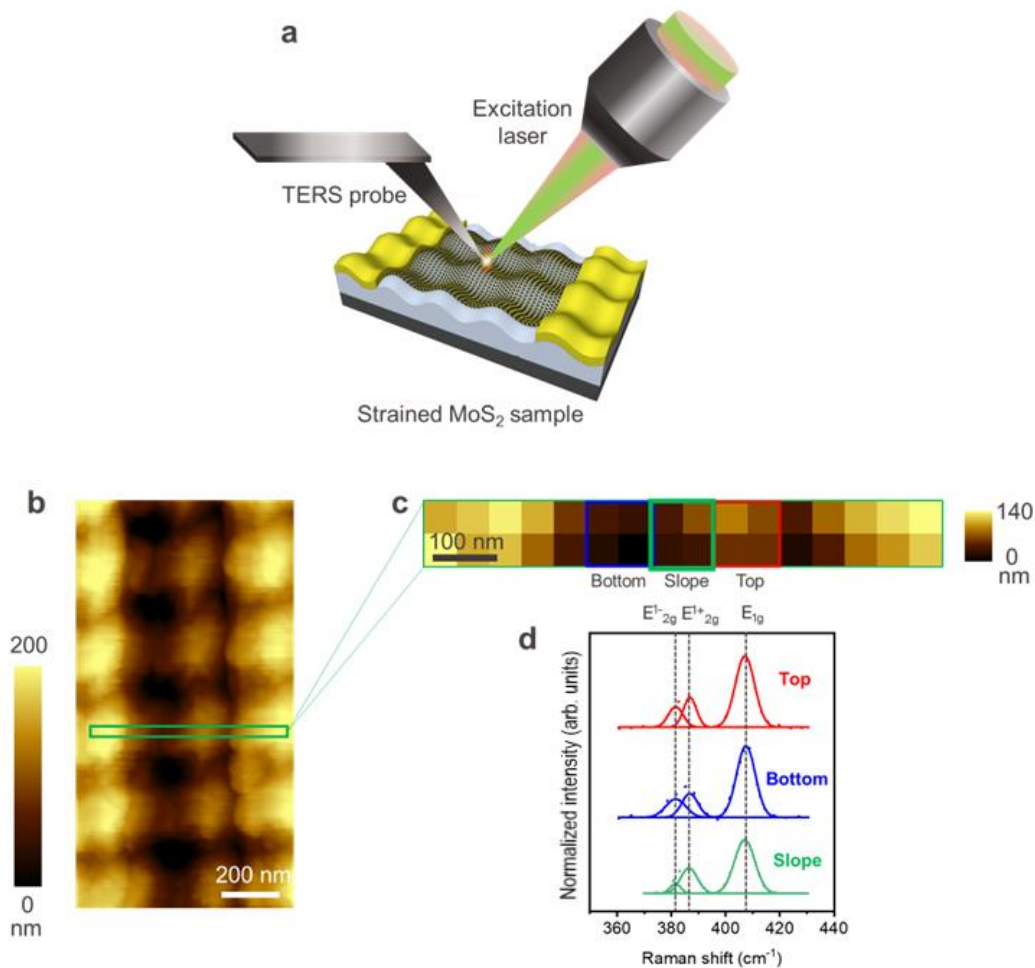 a
Excitation
laser
TERS probe
Strained MoS₂ sample
b
200
0
nm
200 nm
c
100 nm
Bottom
Slope
Top
140
0
nm
E¹⁻₂g
E¹⁺₂g
E₁g
d
Normalized intensity (arb. units)
Top
Bottom
Slope
360
380
400
420
440
Raman shift (cm⁻¹)